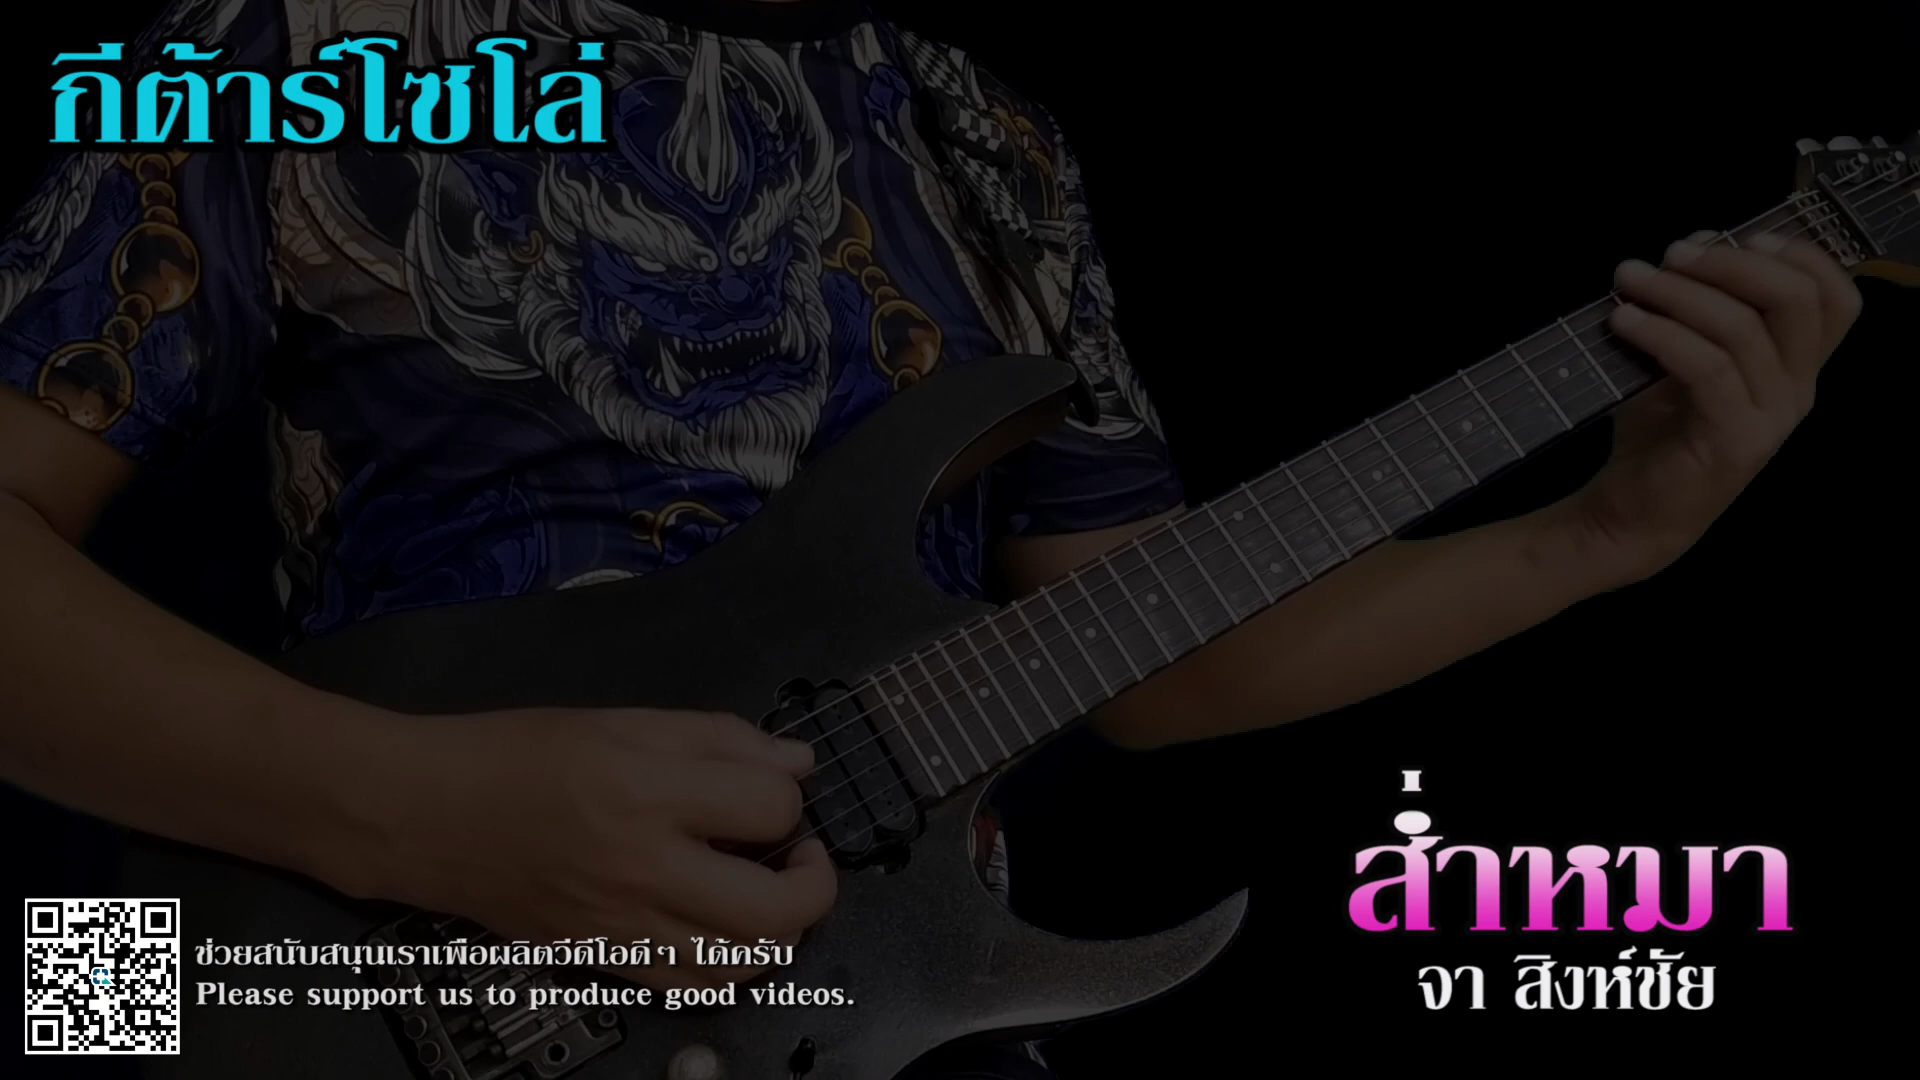 กีต้าร์โซโล่
ส่ำหมา
จา สิงห์ชัย
ช่วยสนับสนุนเราเพื่อผลิตวีดีโอดีๆ ได้ครับ
Please support us to produce good videos.